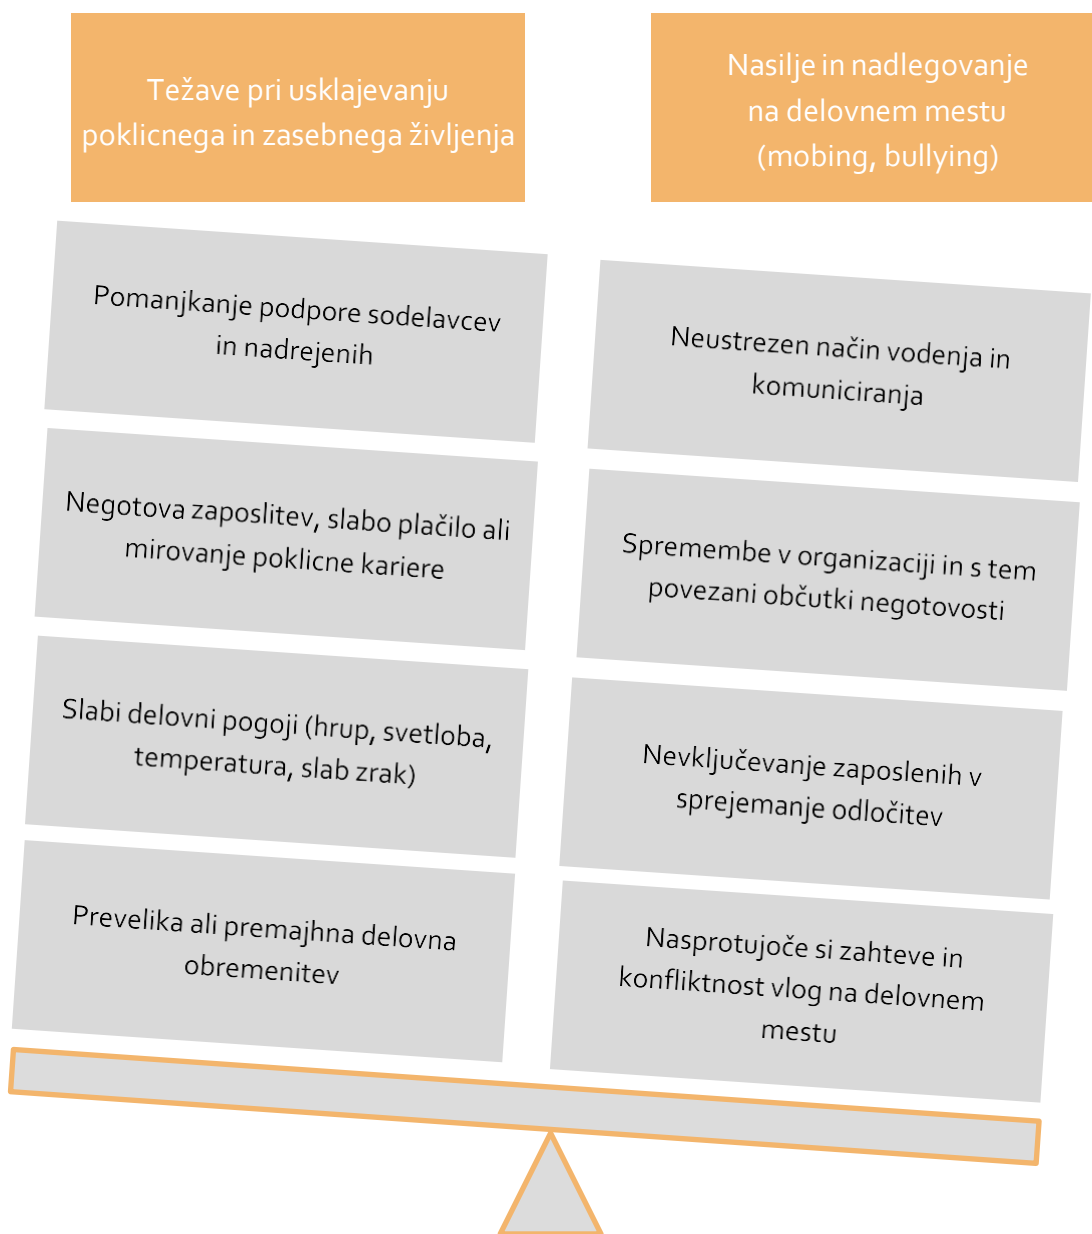 Težave pri usklajevanju
poklicnega in zasebnega življenja
Nasilje in nadlegovanje
na delovnem mestu
(mobing, bullying)
Pomanjkanje podpore sodelavcev
in nadrejenih
Negotova zaposlitev, slabo plačilo ali
mirovanje poklicne kariere
Slabi delovni pogoji (hrup, svetloba,
temperatura, slab zrak)
Prevelika ali premajhna delovna
obremenitev
Neustrezen način vodenja in
komuniciranja
Spremembe v organizaciji in s tem
povezani občutki negotovosti
Nevključevanje zaposlenih v
sprejemanje odločitev
Nasprotujoče si zahteve in
konfliktnost vlog na delovnem
mestu